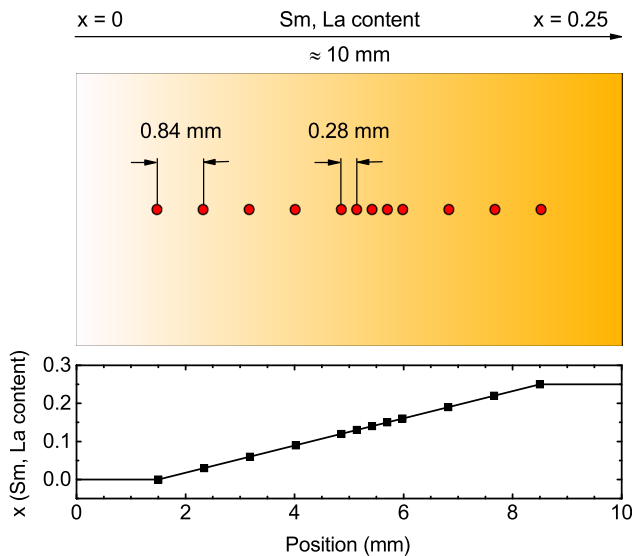 x = 0 Sm, La content x = 0.25
≈ 10 mm
0.84 mm 0.28 mm
0.3
0.2
0.1
0.0
x (Sm, La content)
0 2 4 6 8 10
Position (mm)